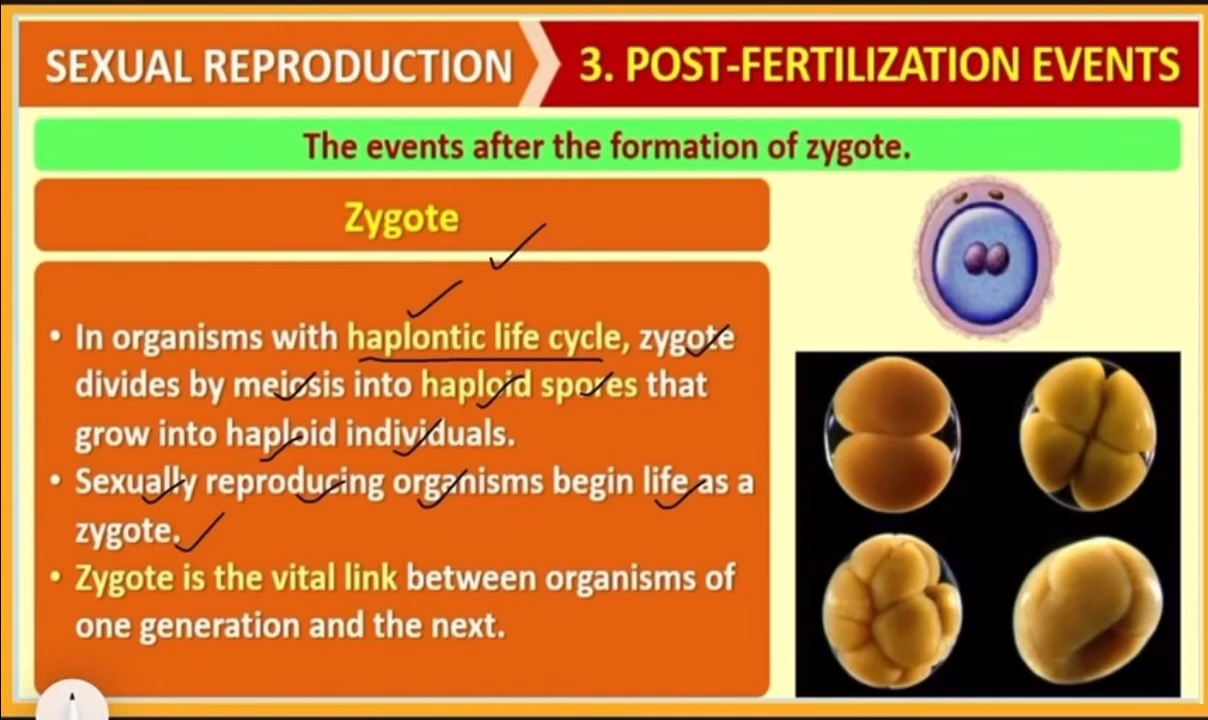 SEXUAL REPRODUCTION
3. POST-FERTILIZATION EVENTS
The events after the formation of zygote.
Zygote
• In organisms with haplontic life cycle, zygote
divides by meiosis into haploid spores that
grow into haploid individuals.
• Sexually reproducing organisms begin life as a
zygote.
• Zygote is the vital link between organisms of
one generation and the next.